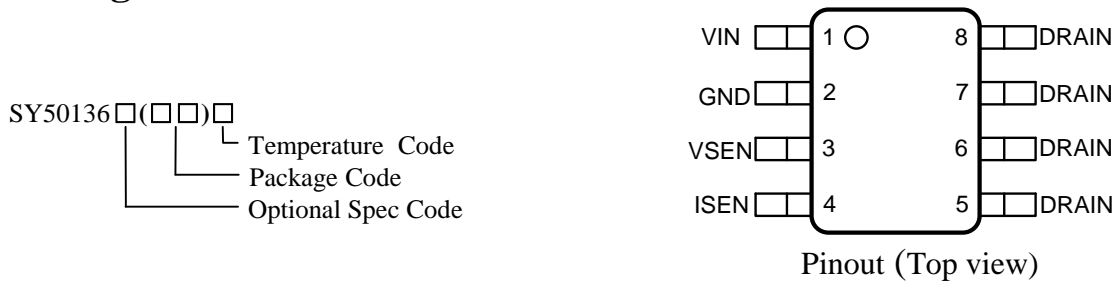 SY50136□(□□)□
Temperature Code
Package Code
Optional Spec Code
VIN 1 8 DRAIN
GND 2 7 DRAIN
VSEN 3 6 DRAIN
ISEN 4 5 DRAIN
Pinout (Top view)